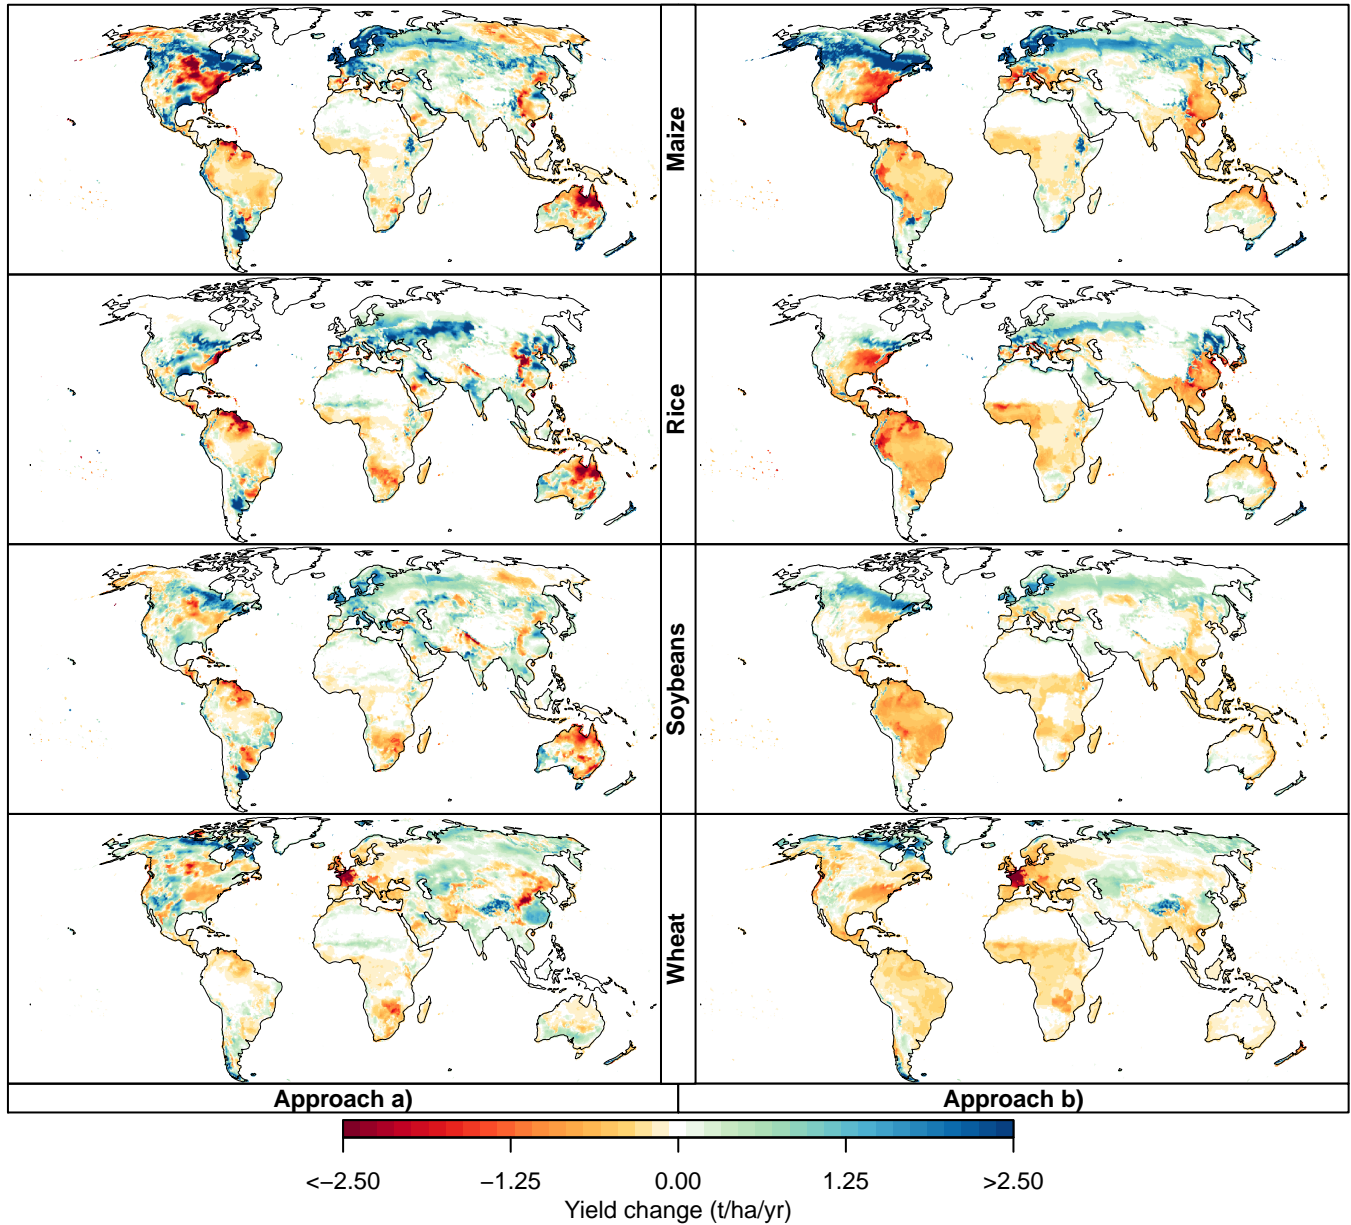 Maize
Rice
Soybeans
Wheat
Approach a)
Approach b)
<−2.50
−1.25
0.00
1.25
>2.50
Yield change (t/ha/yr)